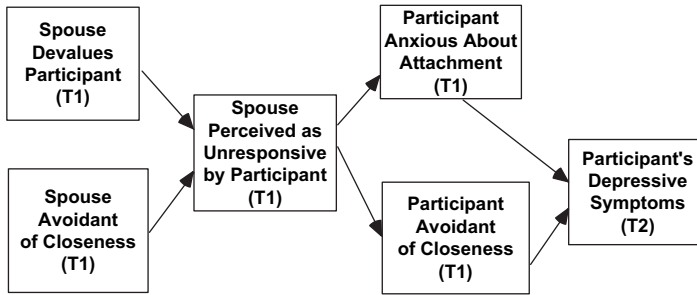 Spouse
Devalues
Participant
(T1)
Spouse
Avoidant
of Closeness
(T1)
Spouse
Perceived as
Unresponsive
by Participant
(T1)
Participant
Anxious About
Attachment
(T1)
Participant
Avoidant
of Closeness
(T1)
Participant's
Depressive
Symptoms
(T2)